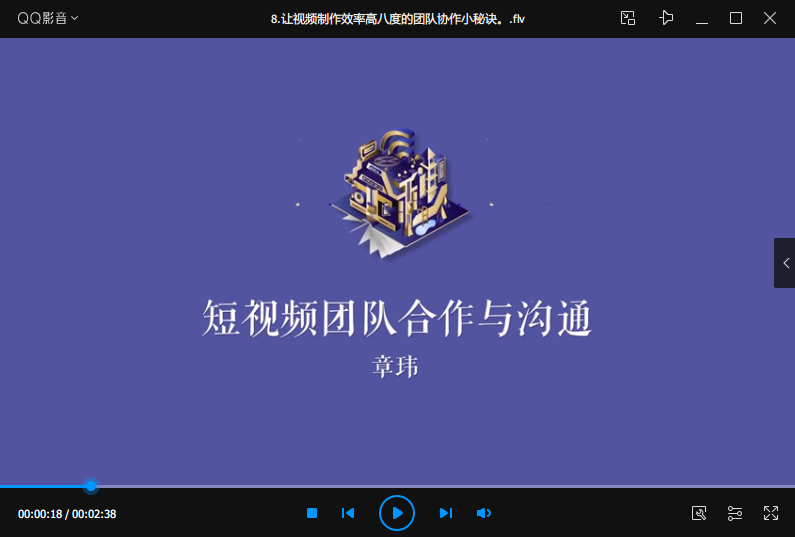 QQ影音
8.让视频制作效率高八度的团队协作小秘诀。.flv
短视频团队合作与沟通
章玮
00:00:18 / 00:02:38